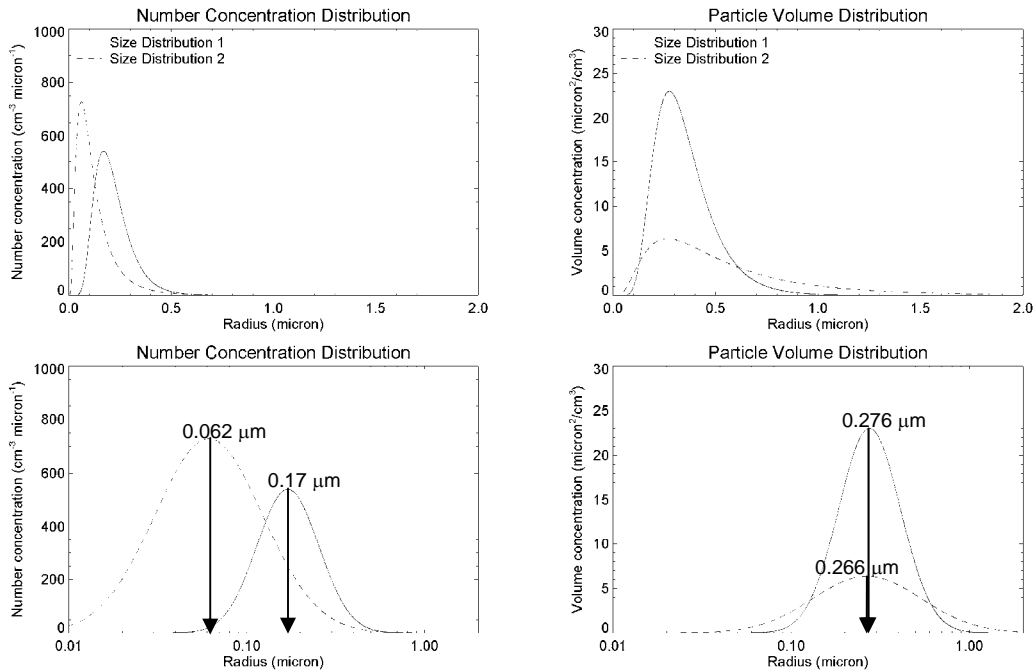 Number Concentration Distribution
1000
800
600
400
200
0
Number concentration (cm-3 micron-1)
Size Distribution 1
Size Distribution 2
0.0 0.5 1.0 1.5 2.0
Radius (micron)
Particle Volume Distribution
30
25
20
15
10
5
0
Volume concentration (micron2/cm3)
Size Distribution 1
Size Distribution 2
0.0 0.5 1.0 1.5 2.0
Radius (micron)
Number Concentration Distribution
1000
800
600
400
200
0
Number concentration (cm-3 micron-1)
0.062 μm
0.17 μm
0.01 0.10 1.00
Radius (micron)
Particle Volume Distribution
30
25
20
15
10
5
0
Volume concentration (micron2/cm3)
0.276 μm
0.266 μm
0.01 0.10 1.00
Radius (micron)